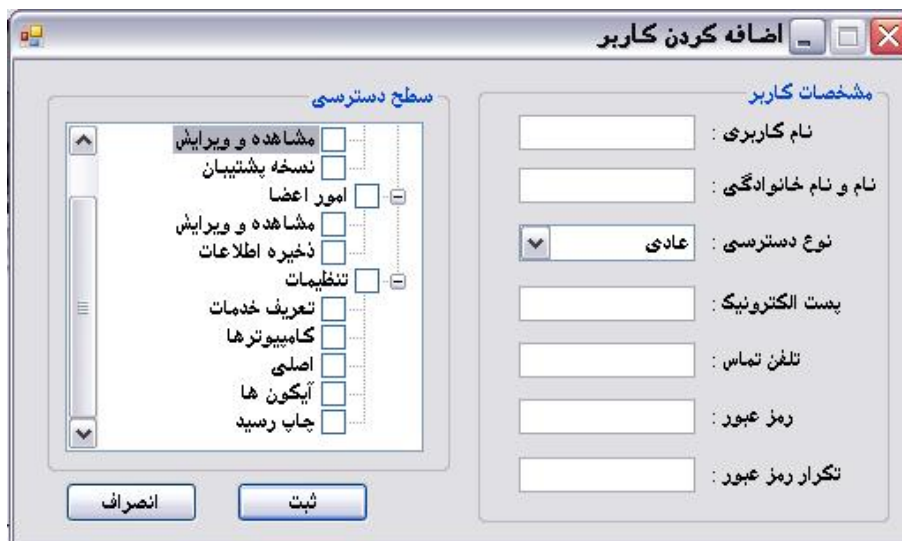 اضافه کردن کاربر
مشخصات کاربر
نام کاربری :
نام و نام خانوادگی :
نوع دسترسی :
عادی
پست الکترونیک :
تلفن تماس :
رمز عبور :
تکرار رمز عبور :
سطح دسترسی
مشاهده و ویرایش
نسخه پشتیبان
امور اعضا
مشاهده و ویرایش
ذخیره اطلاعات
تنظیمات
تعریف خدمات
کامپیوترها
اصلی
آیکون ها
چاپ رسید
ثبت
انصراف